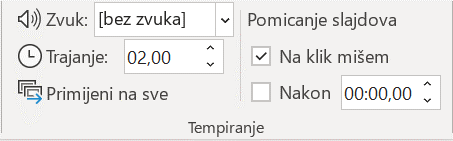 Zvuk: [bez zvuka]
Trajanje: 02,00
Primijeni na sve
Pomicanje slajdova
Na klik mišem
Nakon 00:00,00
Tempiranje